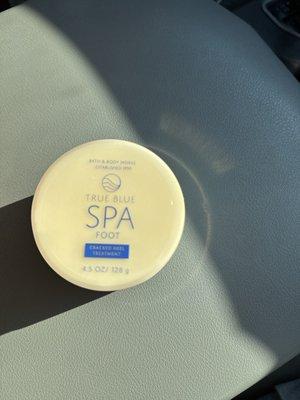 BATH & BODY WORKS
ESTABLISHED 1990
TRUE BLUE
SPA
FOOT
CRACKED HEEL
TREATMENT
4.5 OZ/ 128 g